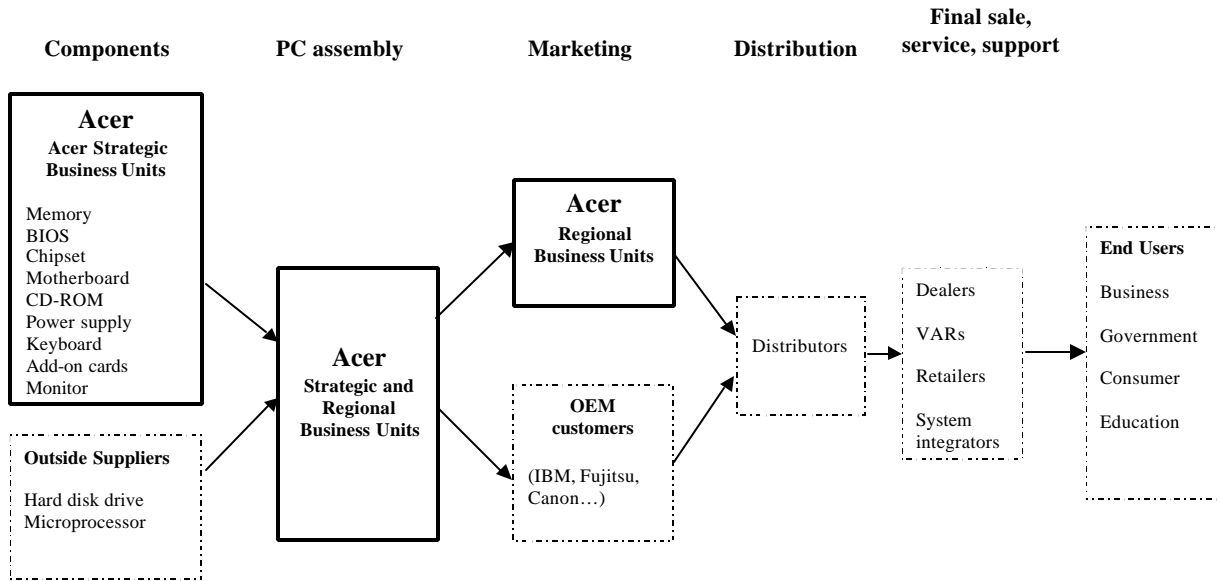 Components
PC assembly
Marketing
Distribution
Final sale,
service, support
Acer
Acer Strategic
Business Units
Memory
BIOS
Chipset
Motherboard
CD-ROM
Power supply
Keyboard
Add-on cards
Monitor
Outside Suppliers
Hard disk drive
Microprocessor
Acer
Strategic and
Regional
Business Units
Acer
Regional
Business Units
OEM
customers
(IBM, Fujitsu,
Canon…)
Distributors
Dealers
VARs
Retailers
System
integrators
End Users
Business
Government
Consumer
Education